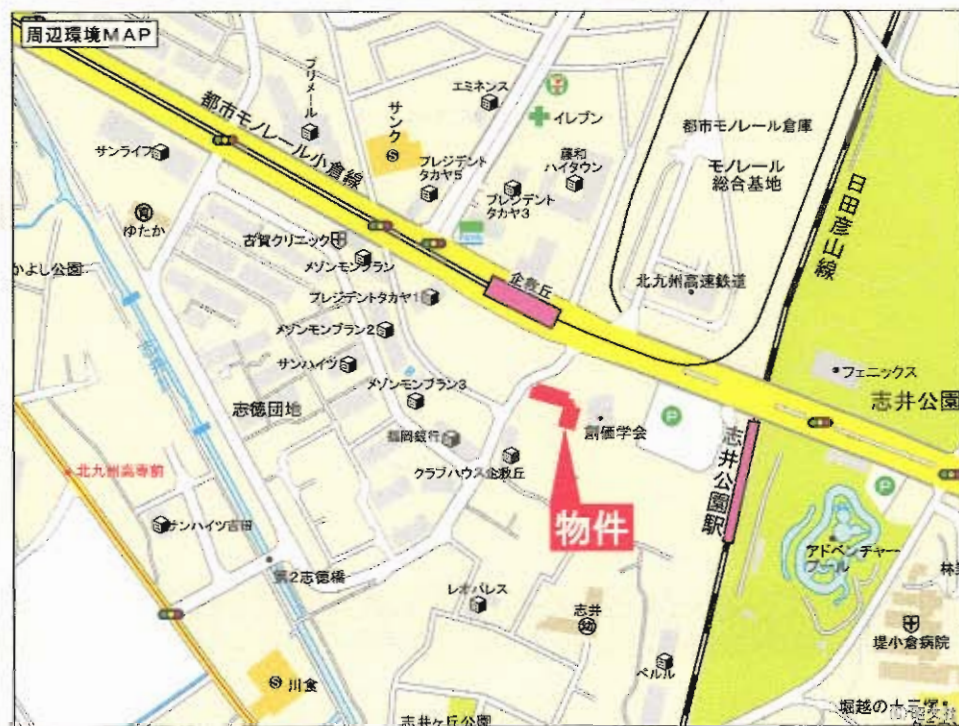 周辺環境MAP
プリメール
エミネンス
サンク
イレブン
都市モノレール小倉線
都市モノレール倉庫
サンライフ
プレジデント
タカヤ5
藤和
ハイタウン
モノレール
総合基地
プレジデント
タカヤ3
日田彦山線
ゆたか
古賀クリニック
かよし公園
メゾンモンブラン
企救丘
北九州高速鉄道
プレジデントタカヤ1
メゾンモンブラン2
サンハイツ
フェニックス
メゾンモンブラン3
志井公園
志徳団地
創価学会
P
福岡銀行
志井公園駅
クラブハウス企救丘
北九州高専前
P
物件
サンハイツ吉田
アドベンチャー
プール
第2志徳橋
レオパレス
志井
堤小倉病院
川食
ベルル
志井ヶ丘公園
堀越の十三塚